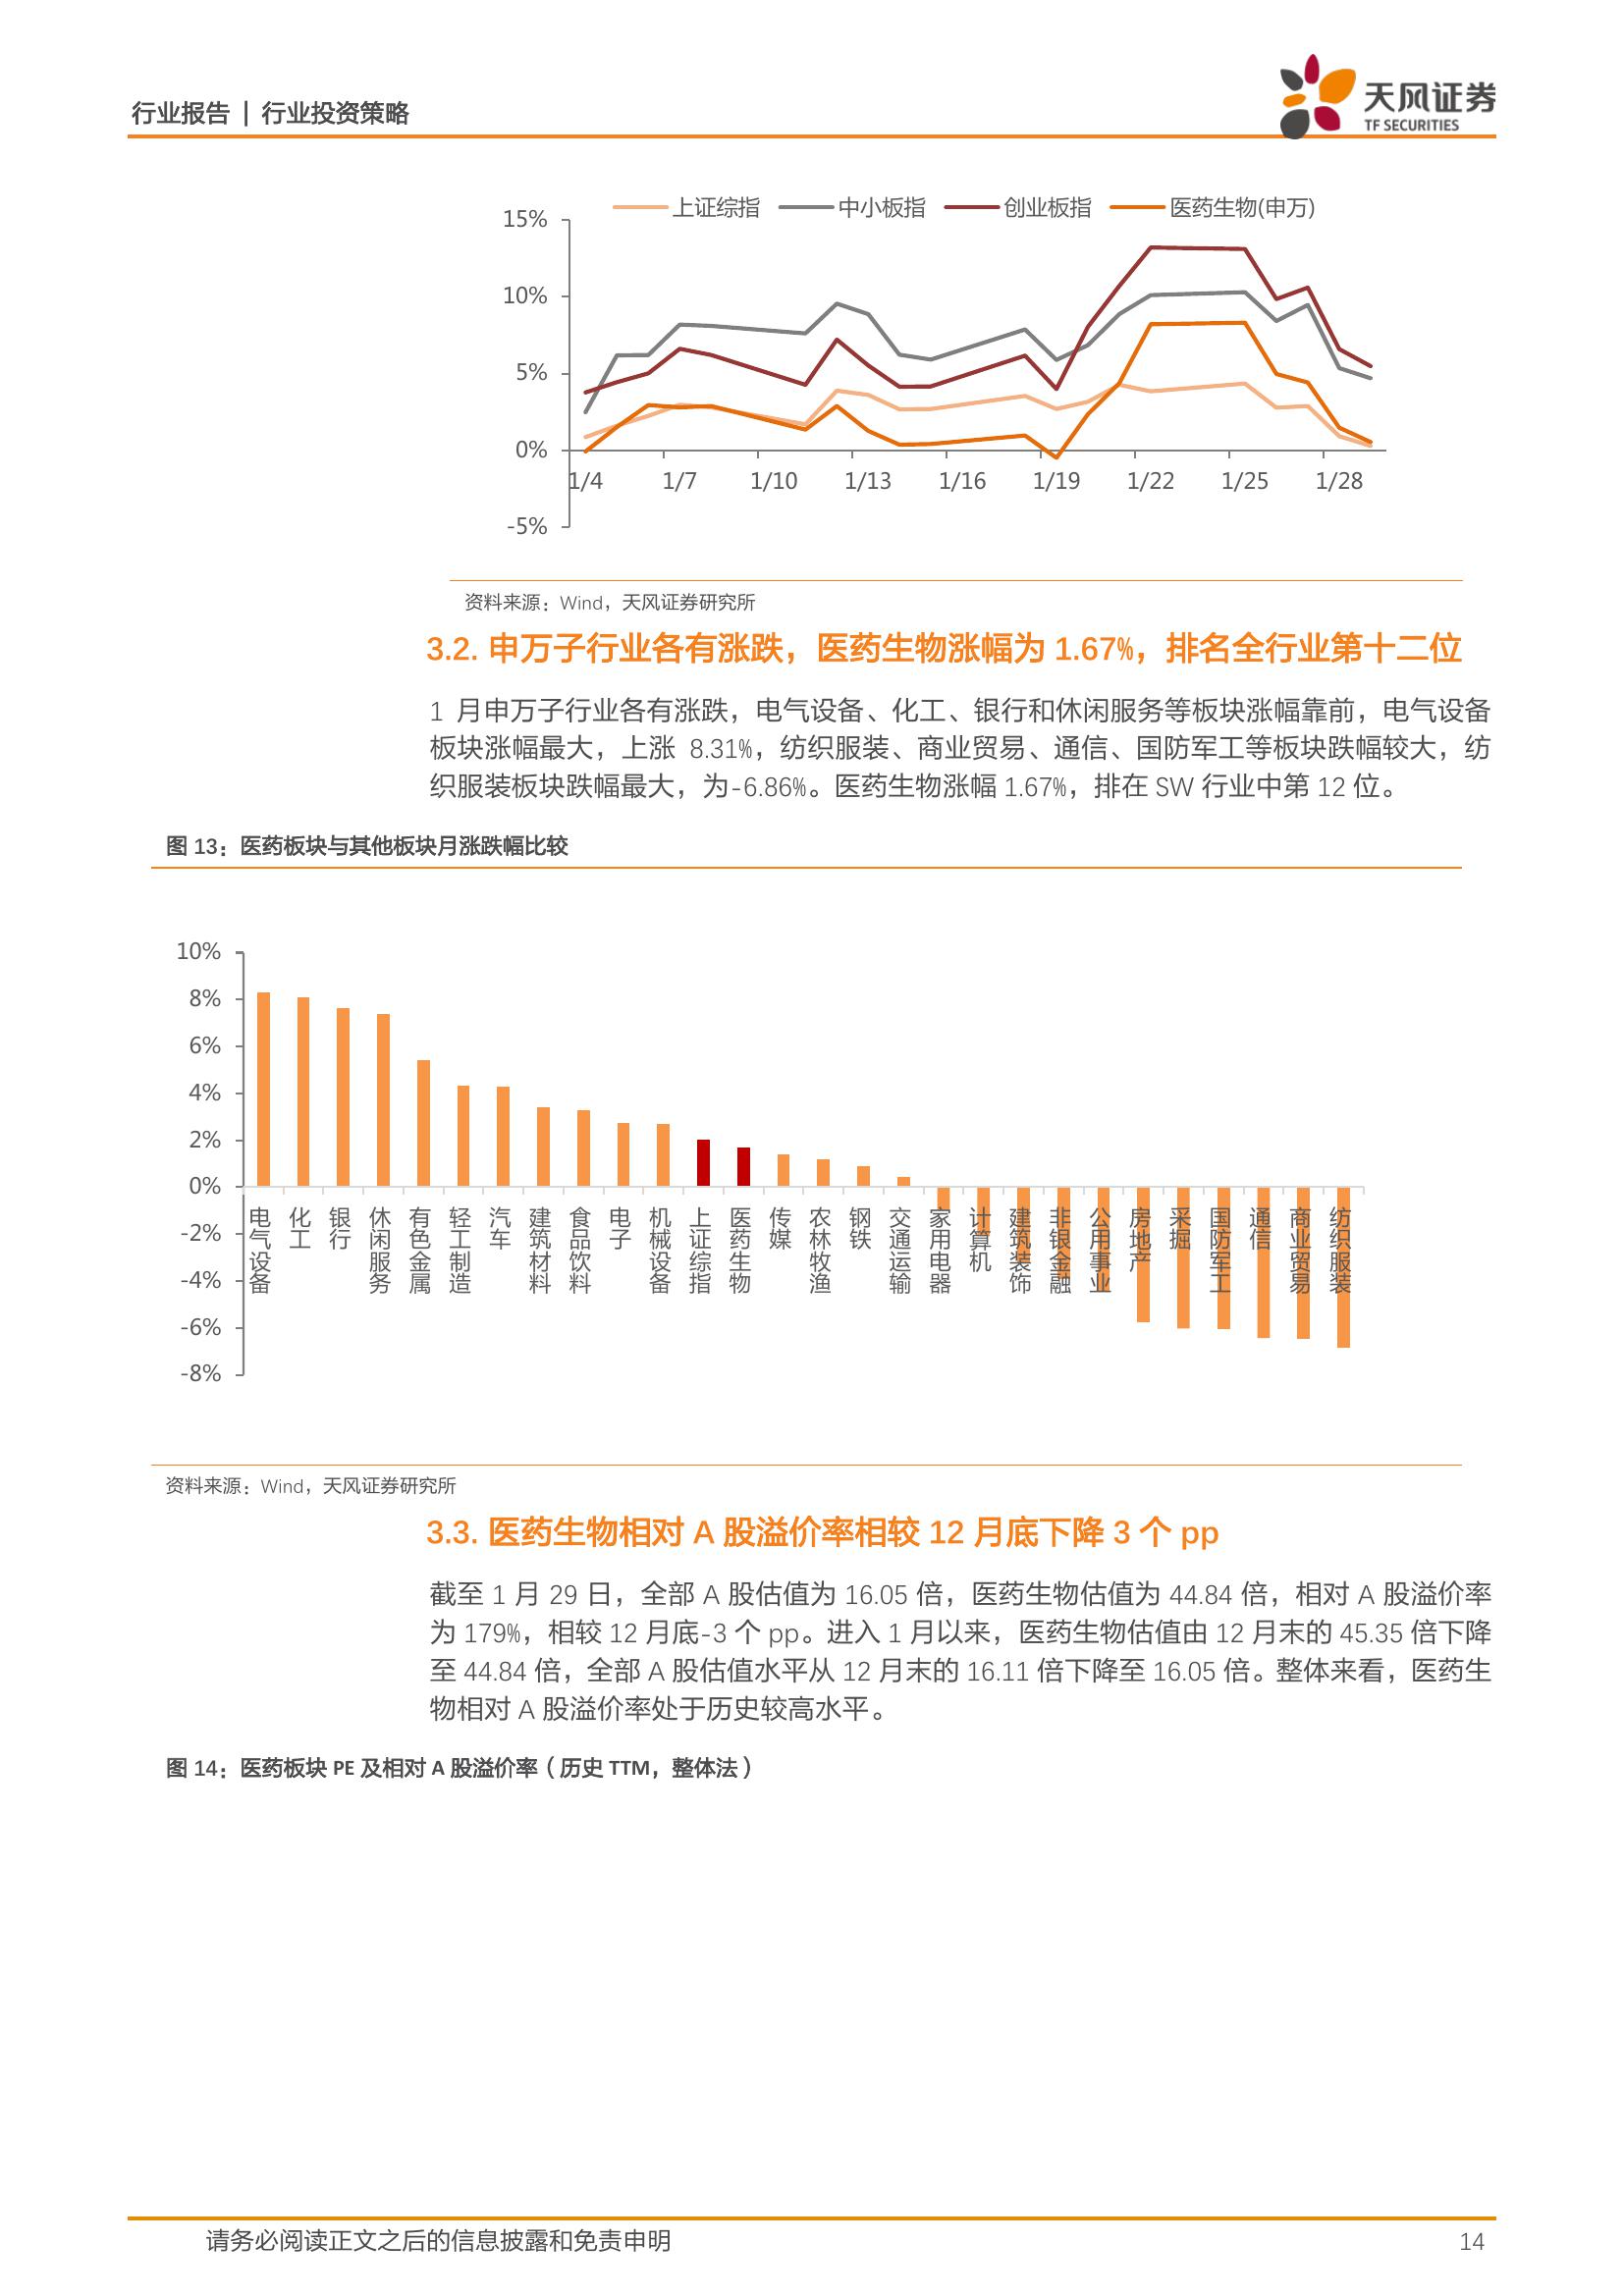 行业报告 | 行业投资策略
天风证券
TF SECURITIES
上证综指 中小板指 创业板指 医药生物(申万)
15%
10%
5%
0%
-5%
1/4 1/7 1/10 1/13 1/16 1/19 1/22 1/25 1/28
资料来源：Wind，天风证券研究所
3.2. 申万子行业各有涨跌，医药生物涨幅为 1.67%，排名全行业第十二位
1 月申万子行业各有涨跌，电气设备、化工、银行和休闲服务等板块涨幅靠前，电气设备
板块涨幅最大，上涨 8.31%，纺织服装、商业贸易、通信、国防军工等板块跌幅较大，纺
织服装板块跌幅最大，为-6.86%。医药生物涨幅 1.67%，排在 SW 行业中第 12 位。
图 13：医药板块与其他板块月涨跌幅比较
10%
8%
6%
4%
2%
0%
-2%
-4%
-6%
-8%
电气设备
化工
银行
休闲服务
有色金属
轻工制造
汽车
建筑材料
食品饮料
电子
机械设备
上证综指
医药生物
传媒
农林牧渔
钢铁
交通运输
家用电器
计算机
建筑装饰
非银金融
公用事业
房地产
采掘
国防军工
通信
商业贸易
纺织服装
资料来源：Wind，天风证券研究所
3.3. 医药生物相对 A 股溢价率相较 12 月底下降 3 个 pp
截至 1 月 29 日，全部 A 股估值为 16.05 倍，医药生物估值为 44.84 倍，相对 A 股溢价率
为 179%，相较 12 月底-3 个 pp。进入 1 月以来，医药生物估值由 12 月末的 45.35 倍下降
至 44.84 倍，全部 A 股估值水平从 12 月末的 16.11 倍下降至 16.05 倍。整体来看，医药生
物相对 A 股溢价率处于历史较高水平。
图 14：医药板块 PE 及相对 A 股溢价率（历史 TTM，整体法）
请务必阅读正文之后的信息披露和免责申明
14